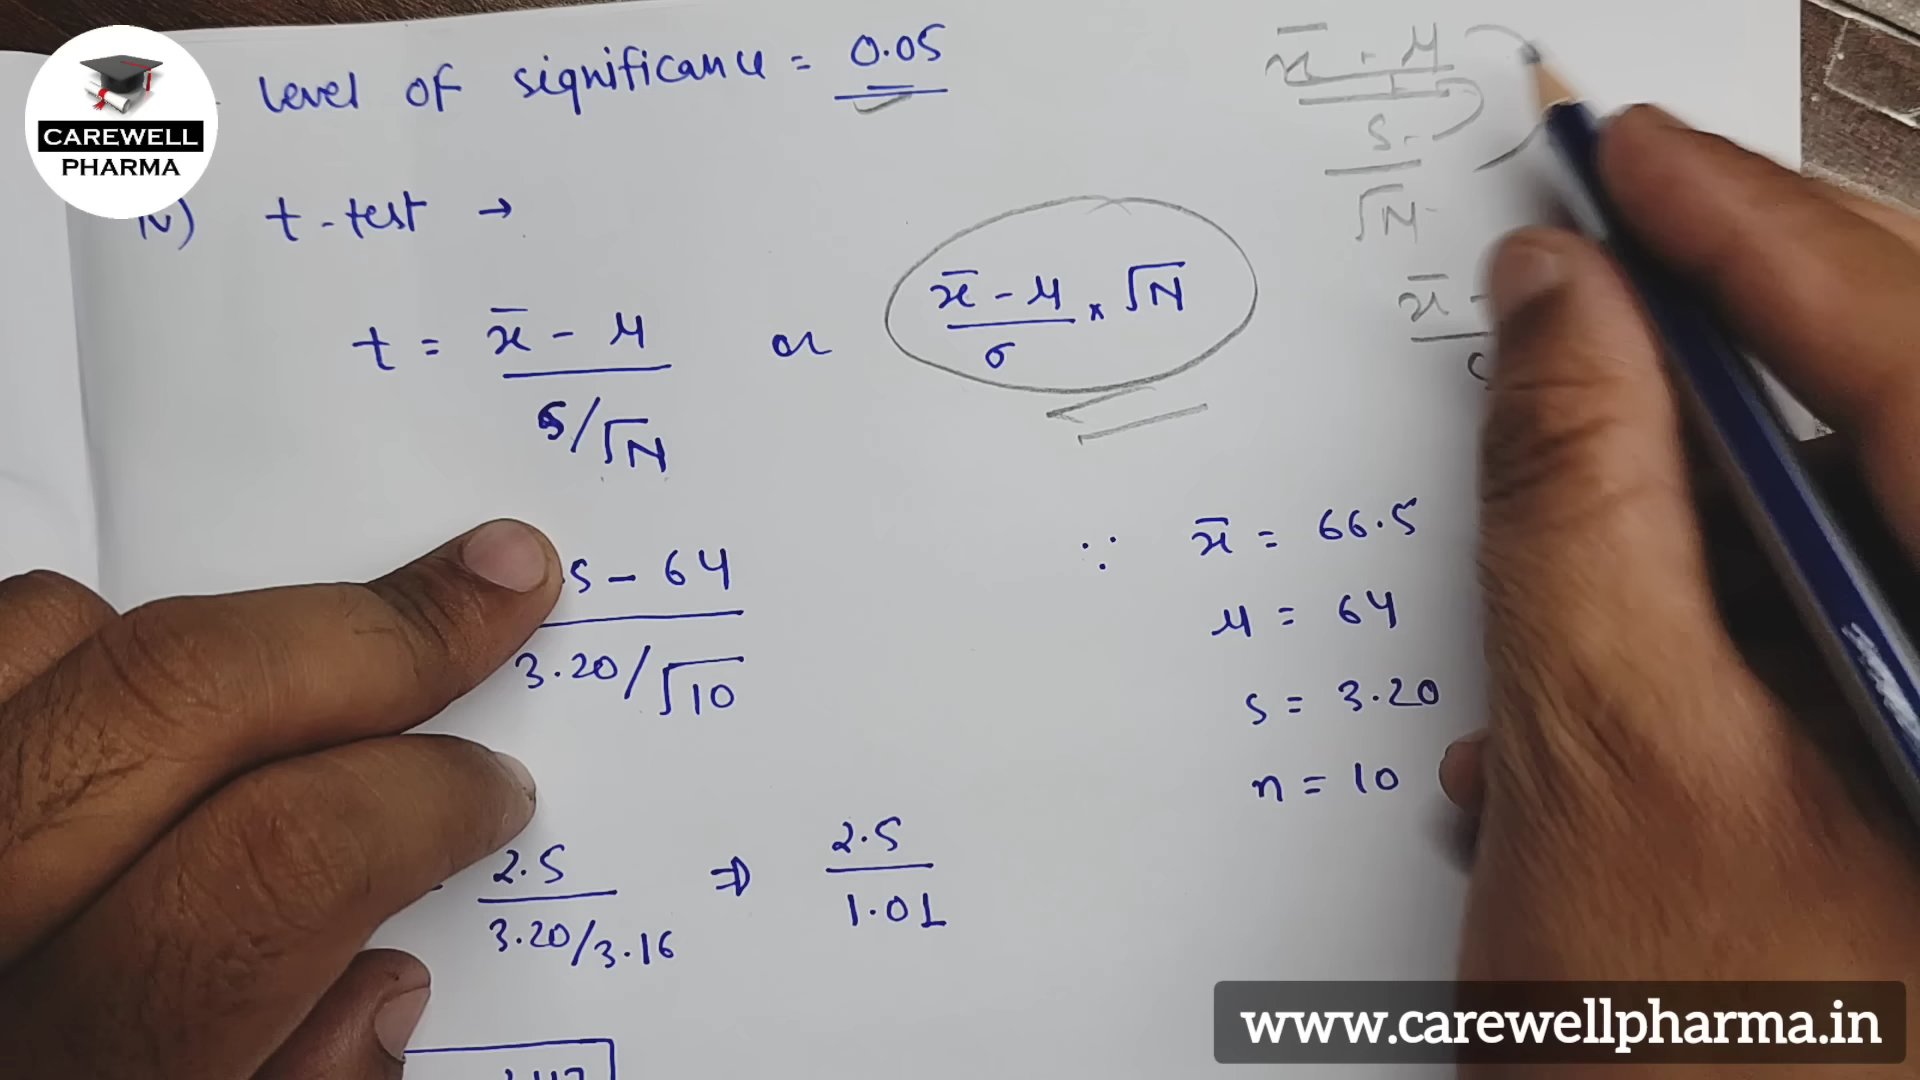 CAREWELL
PHARMA
level of significance = 0.05
x̄ - μ
s
√N
IV) t-test →
t = x̄ - μ / s/√N or x̄ - μ / σ × √N
x̄
- 64
3.20/√10
∵ x̄ = 66.5
μ = 64
s = 3.20
n = 10
2.5 / 3.20/3.16 ⇒ 2.5 / 1.01
www.carewellpharma.in